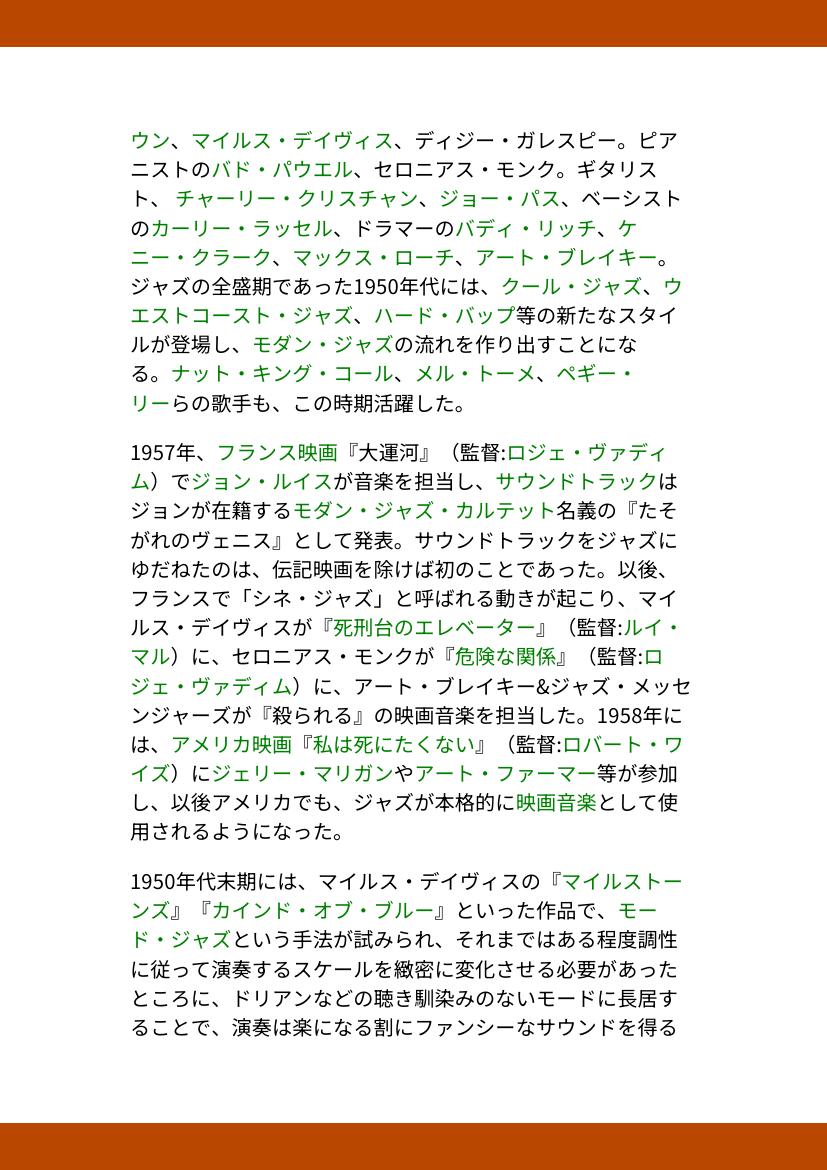 ウン、マイルス・デイヴィス、ディジー・ガレスピー。ピア
ニストのバド・パウエル、セロニアス・モンク。ギタリス
ト、 チャーリー・クリスチャン、ジョー・パス、ベーシスト
のカーリー・ラッセル、ドラマーのバディ・リッチ、ケ
ニー・クラーク、マックス・ローチ、アート・ブレイキー。
ジャズの全盛期であった1950年代には、クール・ジャズ、ウ
エストコースト・ジャズ、ハード・バップ等の新たなスタイ
ルが登場し、モダン・ジャズの流れを作り出すことにな
る。ナット・キング・コール、メル・トーメ、ペギー・
リーらの歌手も、この時期活躍した。
1957年、フランス映画『大運河』（監督:ロジェ・ヴァディ
ム）でジョン・ルイスが音楽を担当し、サウンドトラックは
ジョンが在籍するモダン・ジャズ・カルテット名義の『たそ
がれのヴェニス』として発表。サウンドトラックをジャズに
ゆだねたのは、伝記映画を除けば初のことであった。以後、
フランスで「シネ・ジャズ」と呼ばれる動きが起こり、マイ
ルス・デイヴィスが『死刑台のエレベーター』（監督:ルイ・
マル）に、セロニアス・モンクが『危険な関係』（監督:ロ
ジェ・ヴァディム）に、アート・ブレイキー&ジャズ・メッセ
ンジャーズが『殺られる』の映画音楽を担当した。1958年に
は、アメリカ映画『私は死にたくない』（監督:ロバート・ワ
イズ）にジェリー・マリガンやアート・ファーマー等が参加
し、以後アメリカでも、ジャズが本格的に映画音楽として使
用されるようになった。
1950年代末期には、マイルス・デイヴィスの『マイルストー
ンズ』『カインド・オブ・ブルー』といった作品で、モー
ド・ジャズという手法が試みられ、それまではある程度調性
に従って演奏するスケールを緻密に変化させる必要があった
ところに、ドリアンなどの聴き馴染みのないモードに長居す
ることで、演奏は楽になる割にファンシーなサウンドを得る